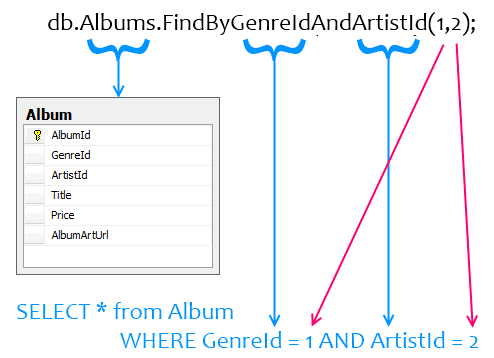 db.Albums.FindByGenreIdAndArtistId(1,2);
Album
AlbumId
GenreId
ArtistId
Title
Price
AlbumArtUrl
SELECT * from Album
WHERE GenreId = 1 AND ArtistId = 2